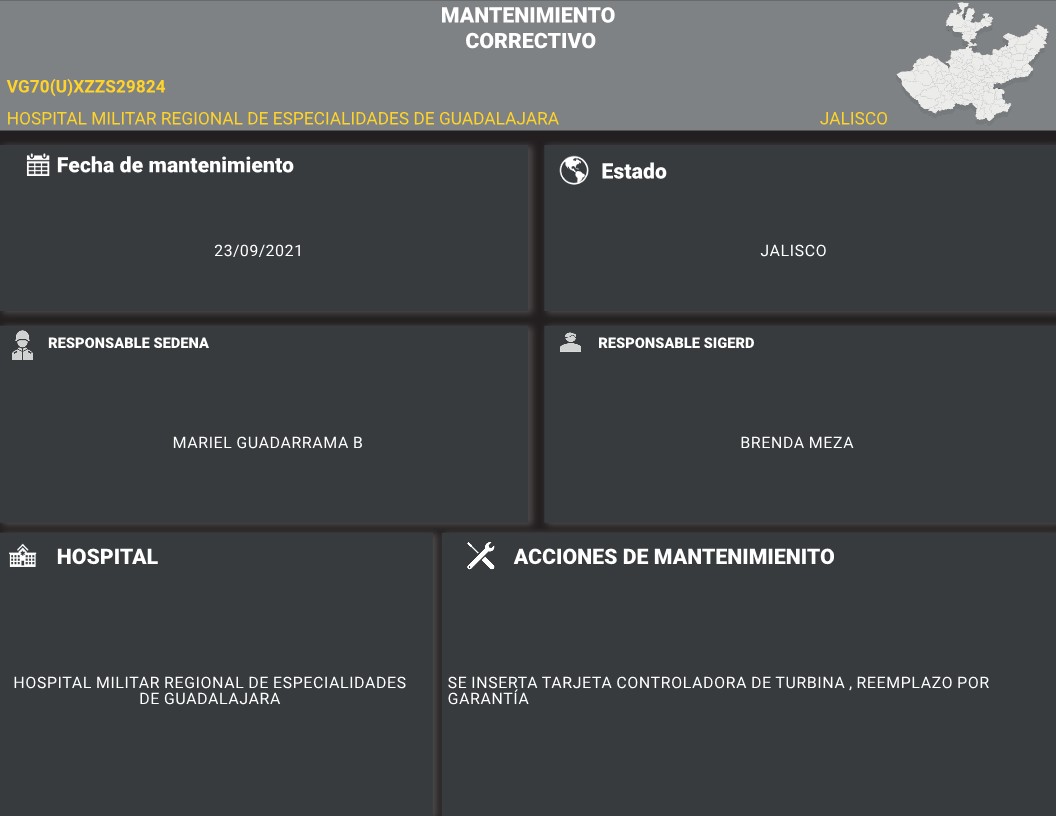 MANTENIMIENTO
CORRECTIVO
VG70(U)XZZS29824
HOSPITAL MILITAR REGIONAL DE ESPECIALIDADES DE GUADALAJARA
JALISCO
Fecha de mantenimiento
Estado
23/09/2021
JALISCO
RESPONSABLE SEDENA
RESPONSABLE SIGERD
MARIEL GUADARRAMA B
BRENDA MEZA
HOSPITAL
ACCIONES DE MANTENIMIENITO
HOSPITAL MILITAR REGIONAL DE ESPECIALIDADES
DE GUADALAJARA
SE INSERTA TARJETA CONTROLADORA DE TURBINA , REEMPLAZO POR
GARANTÍA